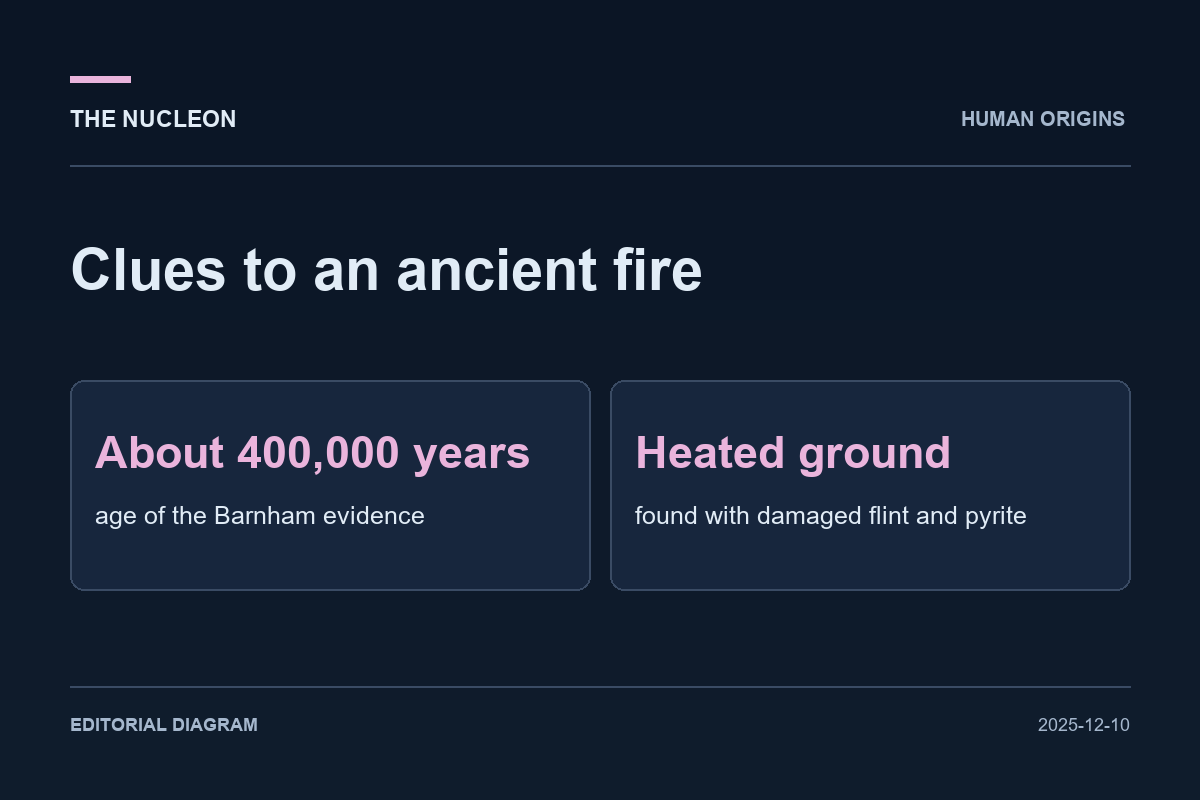 THE NUCLEON
HUMAN ORIGINS
Clues to an ancient fire
About 400,000 years
age of the Barnham evidence
Heated ground
found with damaged flint and pyrite
EDITORIAL DIAGRAM
2025-12-10